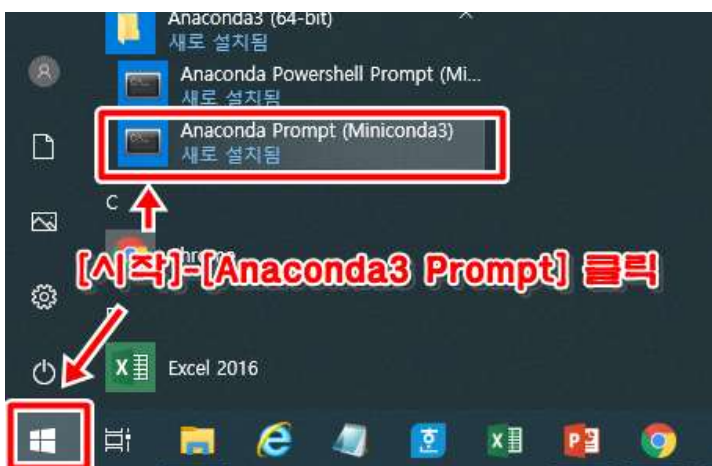 Anaconda3 (64-bit)
새로 설치됨
Anaconda Powershell Prompt (Mi...
새로 설치됨
Anaconda Prompt (Miniconda3)
새로 설치됨
C
Chrome
[시작]-[Anaconda3 Prompt] 클릭
E
Excel 2016